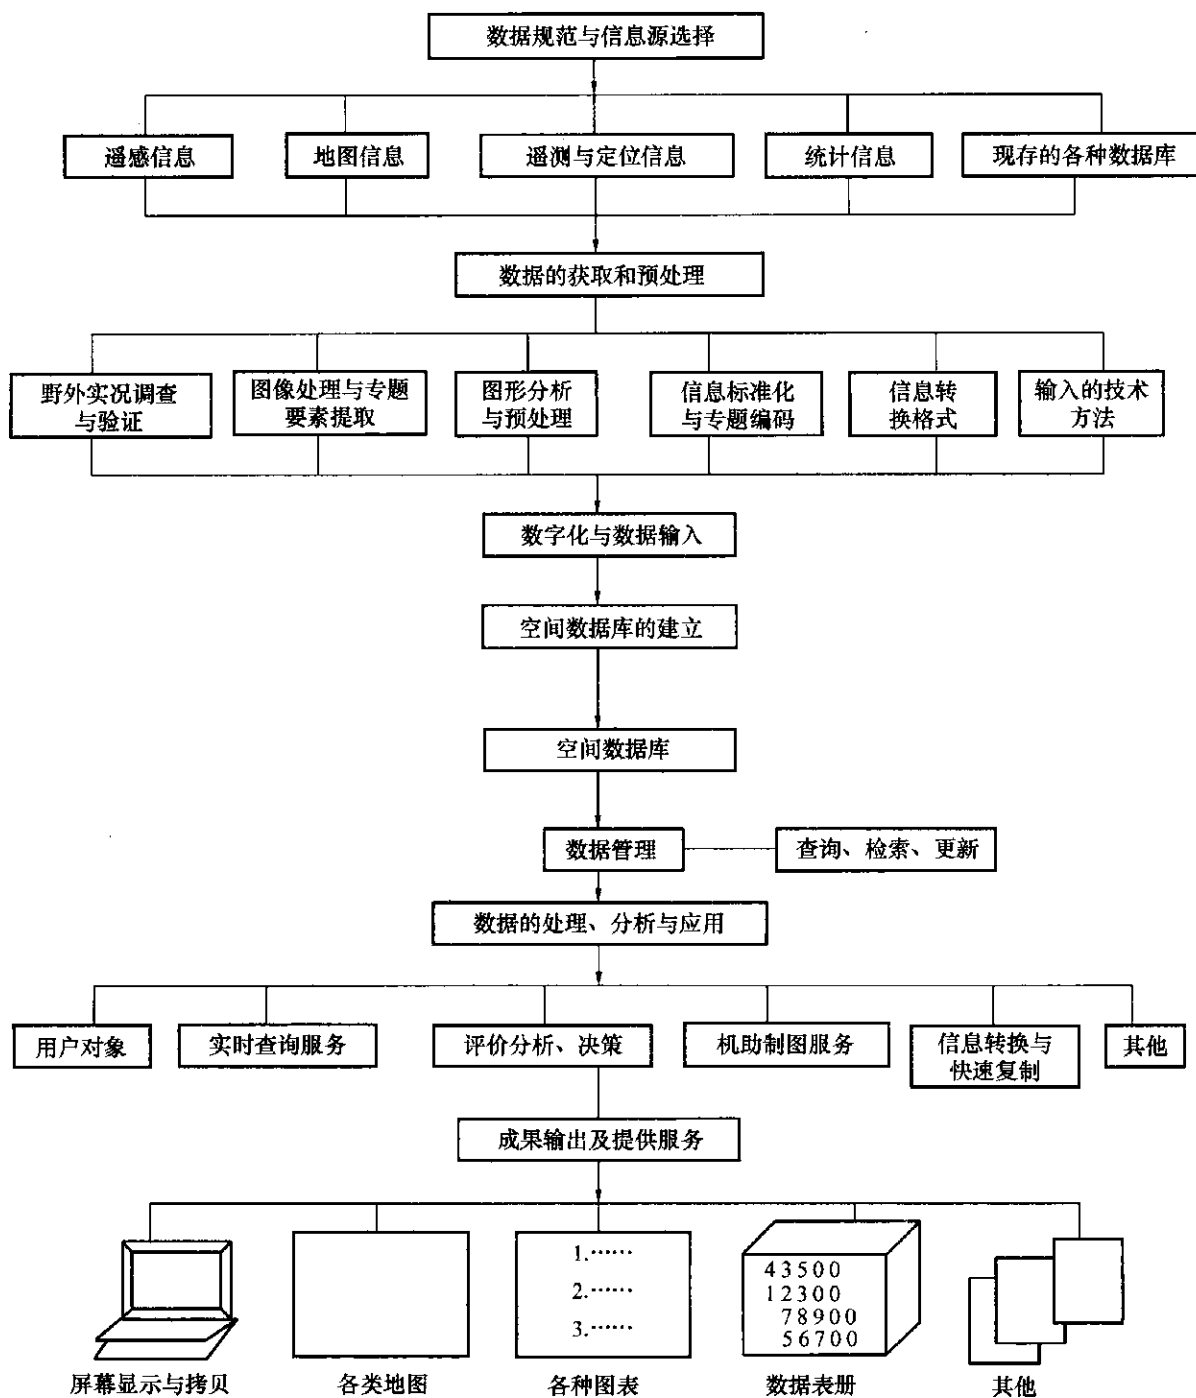 数据规范与信息源选择
遥感信息
地图信息
遥测与定位信息
统计信息
现存的各种数据库
数据的获取和预处理
野外实况调查
与验证
图像处理与专题
要素提取
图形分析
与预处理
信息标准化
与专题编码
信息转
换格式
输入的技术
方法
数字化与数据输入
空间数据库的建立
空间数据库
数据管理
查询、检索、更新
数据的处理、分析与应用
用户对象
实时查询服务
评价分析、决策
机助制图服务
信息转换与
快速复制
其他
成果输出及提供服务
1.……
2.……
3.……
43500
12300
78900
56700
屏幕显示与拷贝
各类地图
各种图表
数据表册
其他